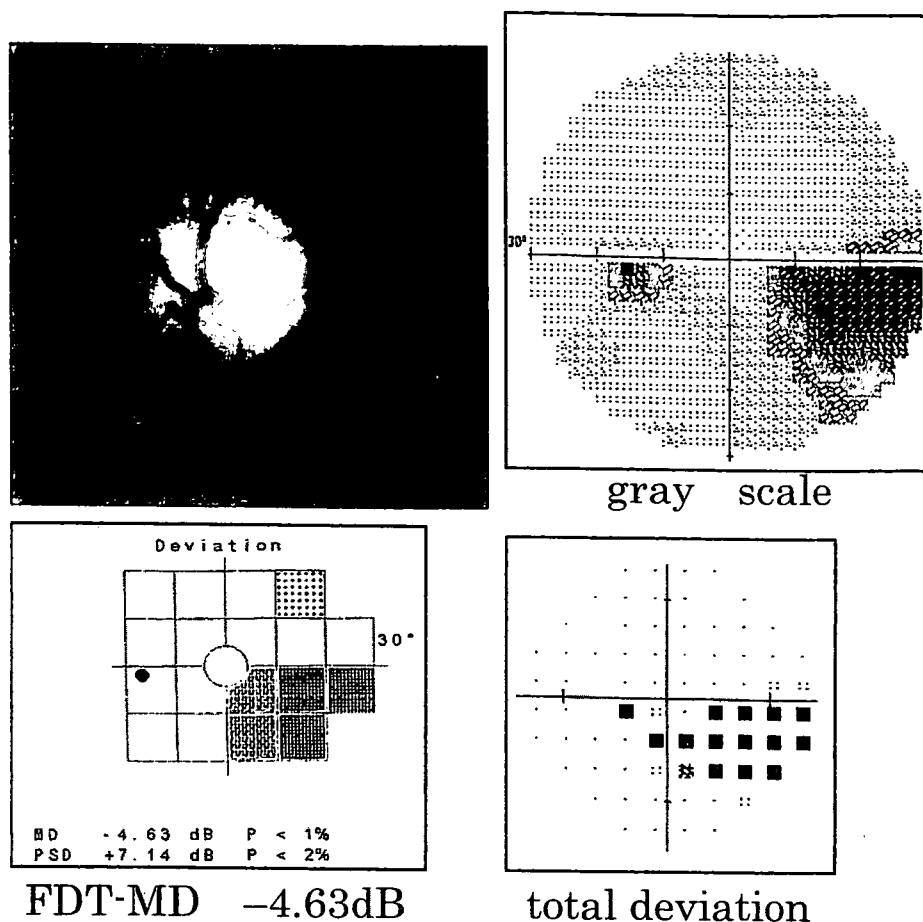 30°
gray scale
Deviation
30°
MD -4.63 dB P < 1%
PSD +7.14 dB P < 2%
FDT-MD –4.63dB
total deviation